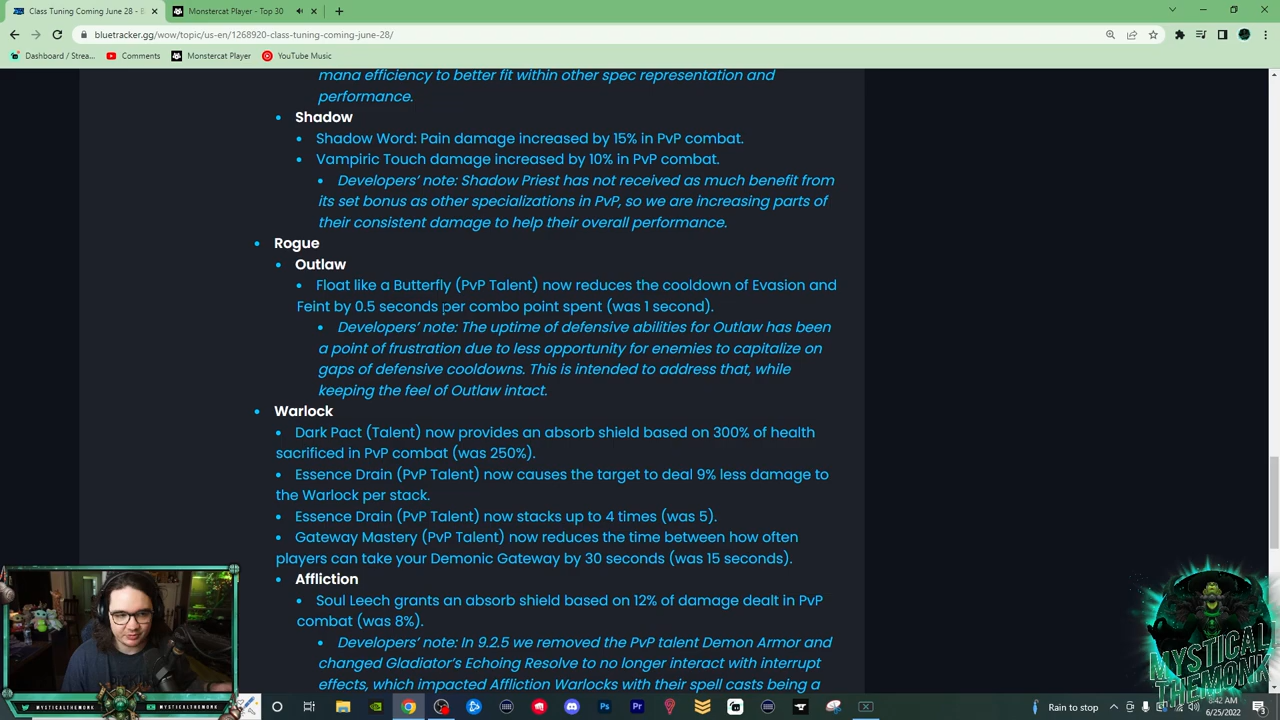 Class Tuning Coming June 28 - E
Monstercat Player - Top 30
bluetracker.gg/wow/topic/us-en/1268920-class-tuning-coming-june-28/
Dashboard / Strea...
Comments
Monstercat Player
YouTube Music
mana efficiency to better fit within other spec representation and
performance.
Shadow
Shadow Word: Pain damage increased by 15% in PvP combat.
Vampiric Touch damage increased by 10% in PvP combat.
Developers’ note: Shadow Priest has not received as much benefit from
its set bonus as other specializations in PvP, so we are increasing parts of
their consistent damage to help their overall performance.
Rogue
Outlaw
Float like a Butterfly (PvP Talent) now reduces the cooldown of Evasion and
Feint by 0.5 seconds per combo point spent (was 1 second).
Developers’ note: The uptime of defensive abilities for Outlaw has been
a point of frustration due to less opportunity for enemies to capitalize on
gaps of defensive cooldowns. This is intended to address that, while
keeping the feel of Outlaw intact.
Warlock
Dark Pact (Talent) now provides an absorb shield based on 300% of health
sacrificed in PvP combat (was 250%).
Essence Drain (PvP Talent) now causes the target to deal 9% less damage to
the Warlock per stack.
Essence Drain (PvP Talent) now stacks up to 4 times (was 5).
Gateway Mastery (PvP Talent) now reduces the time between how often
players can take your Demonic Gateway by 30 seconds (was 15 seconds).
Affliction
Soul Leech grants an absorb shield based on 12% of damage dealt in PvP
combat (was 8%).
Developers’ note: In 9.2.5 we removed the PvP talent Demon Armor and
changed Gladiator’s Echoing Resolve to no longer interact with interrupt
effects, which impacted Affliction Warlocks with their spell casts being a
MYSTICALTHEMONK
MYSTICALTHEMONK
MYSTICALTHEMONK
MYSTICAL
THEMONK
Rain to stop
8:42 AM
6/25/2022